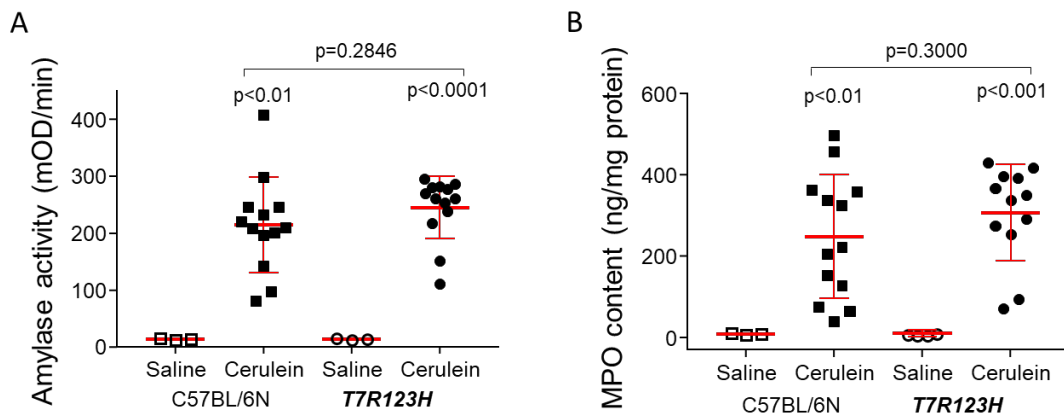 A
p=0.2846
p<0.01
p<0.0001
Amylase activity (mOD/min)
400
300
200
100
0
Saline
Cerulein
Saline
Cerulein
C57BL/6N
T7R123H
B
p=0.3000
p<0.01
p<0.001
MPO content (ng/mg protein)
600
400
200
0
Saline
Cerulein
Saline
Cerulein
C57BL/6N
T7R123H